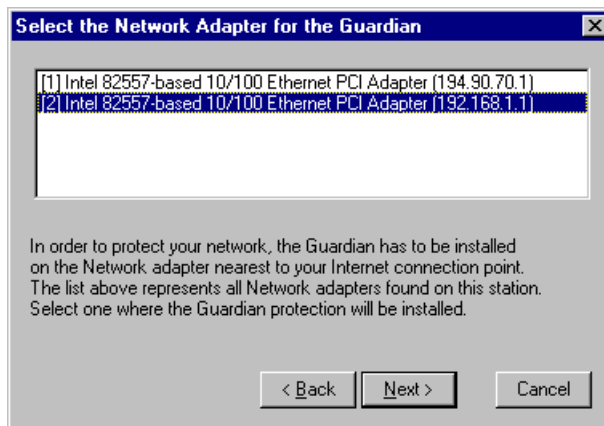 Select the Network Adapter for the Guardian
[1] Intel 82557-based 10/100 Ethernet PCI Adapter (194.90.70.1)
[2] Intel 82557-based 10/100 Ethernet PCI Adapter (192.168.1.1)
In order to protect your network, the Guardian has to be installed
on the Network adapter nearest to your Internet connection point.
The list above represents all Network adapters found on this station.
Select one where the Guardian protection will be installed.
< Back Next > Cancel